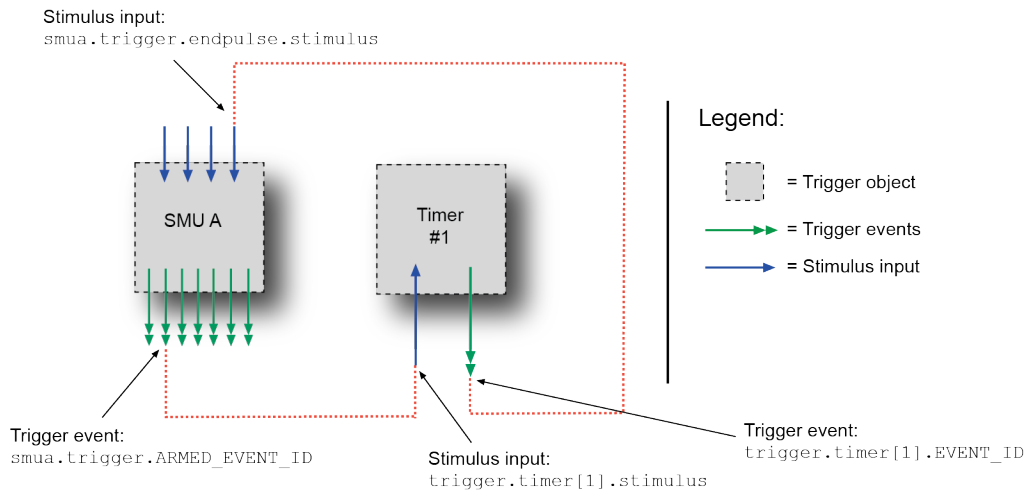 Stimulus input:
smua.trigger.endpulse.stimulus
Legend:
SMU A
Timer
#1
= Trigger object
= Trigger events
= Stimulus input
Trigger event:
smua.trigger.ARMED_EVENT_ID
Stimulus input:
trigger.timer[1].stimulus
Trigger event:
trigger.timer[1].EVENT_ID